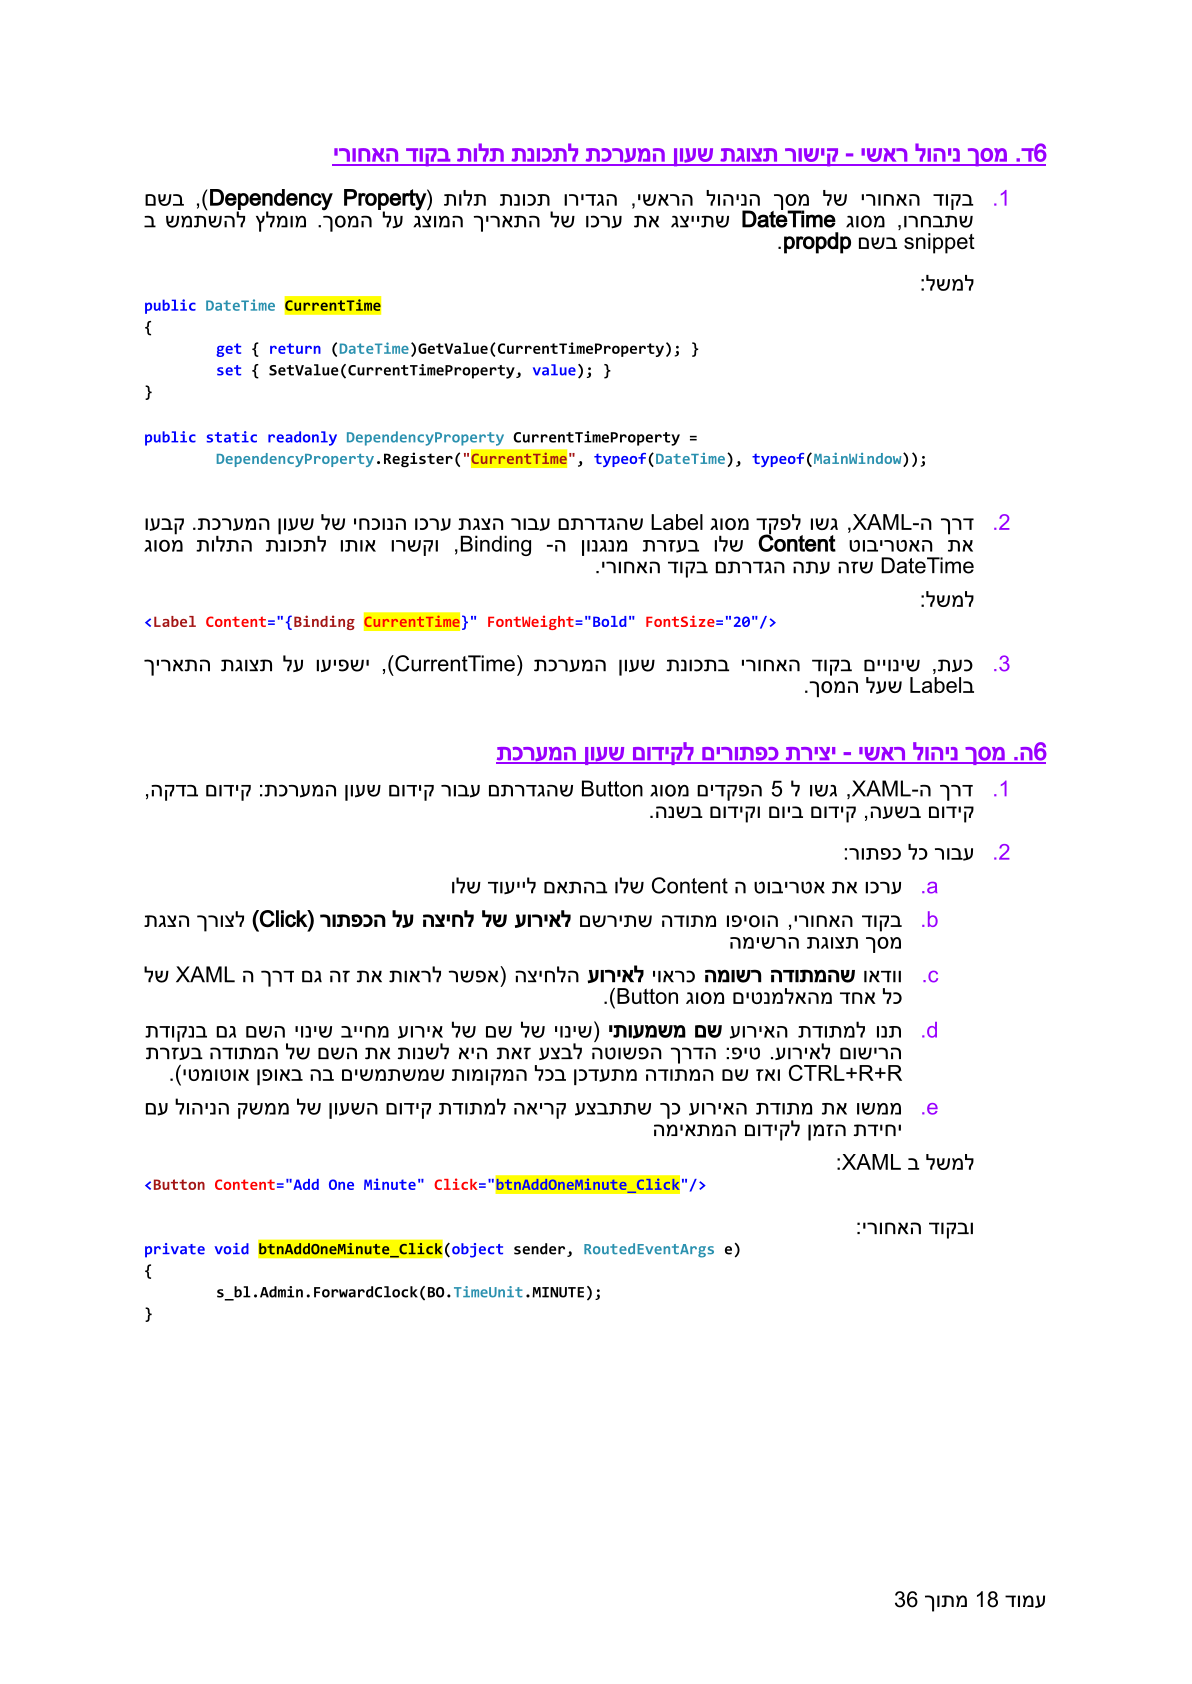 6ד. מסך ניהול ראשי - קישור תצוגת שעון המערכת לתכונת תלות בקוד האחורי
1. בקוד האחורי של מסך הניהול הראשי, הגדירו תכונת תלות (Dependency Property), בשם
שתבחרו, מסוג DateTime שתייצג את ערכו של התאריך המוצג על המסך. מומלץ להשתמש ב
snippet בשם propdp.
למשל:
public DateTime CurrentTime
{
get { return (DateTime)GetValue(CurrentTimeProperty); }
set { SetValue(CurrentTimeProperty, value); }
}
public static readonly DependencyProperty CurrentTimeProperty =
DependencyProperty.Register("CurrentTime", typeof(DateTime), typeof(MainWindow));
2. דרך ה-XAML, גשו לפקד מסוג Label שהגדרתם עבור הצגת ערכו הנוכחי של שעון המערכת. קבעו
את האטריבוט Content שלו בעזרת מנגנון ה- Binding, וקשרו אותו לתכונת התלות מסוג
DateTime שזה עתה הגדרתם בקוד האחורי.
למשל:
<Label Content="{Binding CurrentTime}" FontWeight="Bold" FontSize="20"/>
3. כעת, שינויים בקוד האחורי בתכונת שעון המערכת (CurrentTime), ישפיעו על תצוגת התאריך
בLabel שעל המסך.
6ה. מסך ניהול ראשי - יצירת כפתורים לקידום שעון המערכת
1. דרך ה-XAML, גשו ל 5 הפקדים מסוג Button שהגדרתם עבור קידום שעון המערכת: קידום בדקה,
קידום בשעה, קידום ביום וקידום בשנה.
2. עבור כל כפתור:
a. ערכו את אטריבוט ה Content שלו בהתאם לייעוד שלו
b. בקוד האחורי, הוסיפו מתודה שתירשם לאירוע של לחיצה על הכפתור (Click) לצורך הצגת
מסך תצוגת הרשימה
c. וודאו שהמתודה רשומה כראוי לאירוע הלחיצה (אפשר לראות את זה גם דרך ה XAML של
כל אחד מהאלמנטים מסוג Button).
d. תנו למתודת האירוע שם משמעותי (שינוי של שם של אירוע מחייב שינוי השם גם בנקודת
הרישום לאירוע. טיפ: הדרך הפשוטה לבצע זאת היא לשנות את השם של המתודה בעזרת
CTRL+R+R ואז שם המתודה מתעדכן בכל המקומות שמשתמשים בה באופן אוטומטי).
e. ממשו את מתודת האירוע כך שתתבצע קריאה למתודת קידום השעון של ממשק הניהול עם
יחידת הזמן לקידום המתאימה
למשל ב XAML:
<Button Content="Add One Minute" Click="btnAddOneMinute_Click"/>
ובקוד האחורי:
private void btnAddOneMinute_Click(object sender, RoutedEventArgs e)
{
s_bl.Admin.ForwardClock(BO.TimeUnit.MINUTE);
}
עמוד 18 מתוך 36